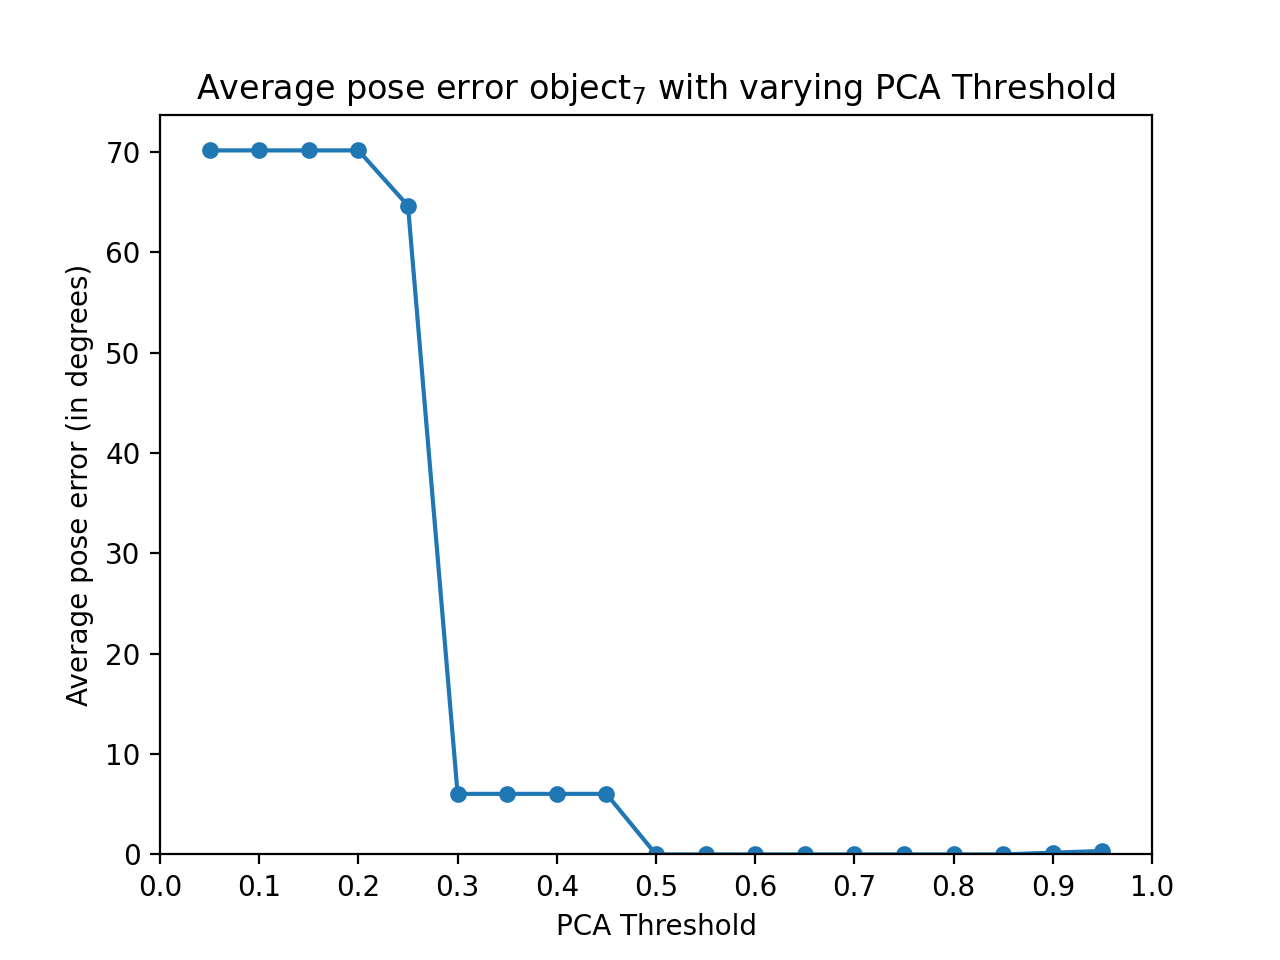 Average pose error object₇ with varying PCA Threshold
Average pose error (in degrees)
70
60
50
40
30
20
10
0
0.0 0.1 0.2 0.3 0.4 0.5 0.6 0.7 0.8 0.9 1.0
PCA Threshold